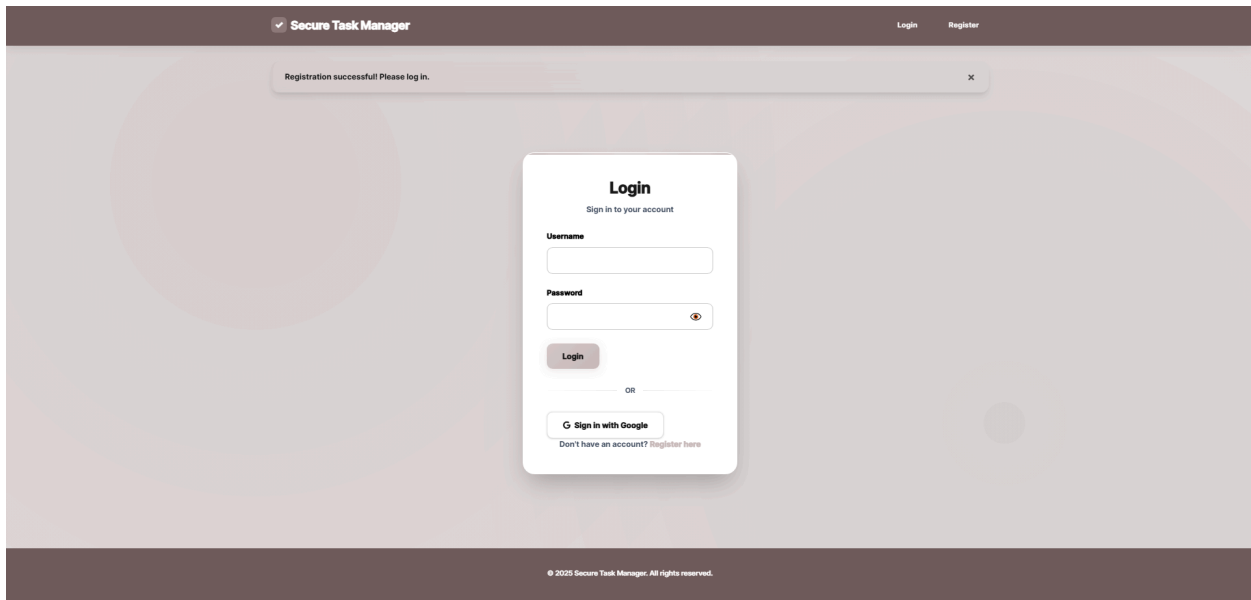 Secure Task Manager
Login
Register
Registration successful! Please log in.
×
Login
Sign in to your account
Username
Password
Login
OR
G Sign in with Google
Don't have an account? Register here
© 2025 Secure Task Manager. All rights reserved.